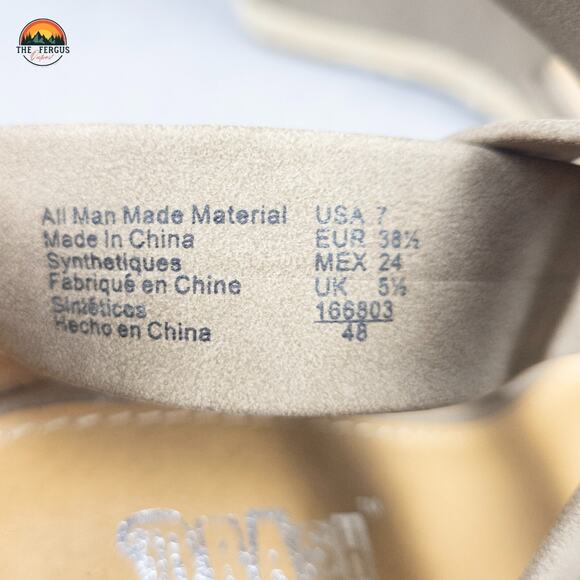 THE FERGUS
All Man Made Material USA 7
Made In China EUR 38½
Synthetiques MEX 24
Fabriqué en Chine UK 5½
Sintéticos 166803
Hecho en China 48